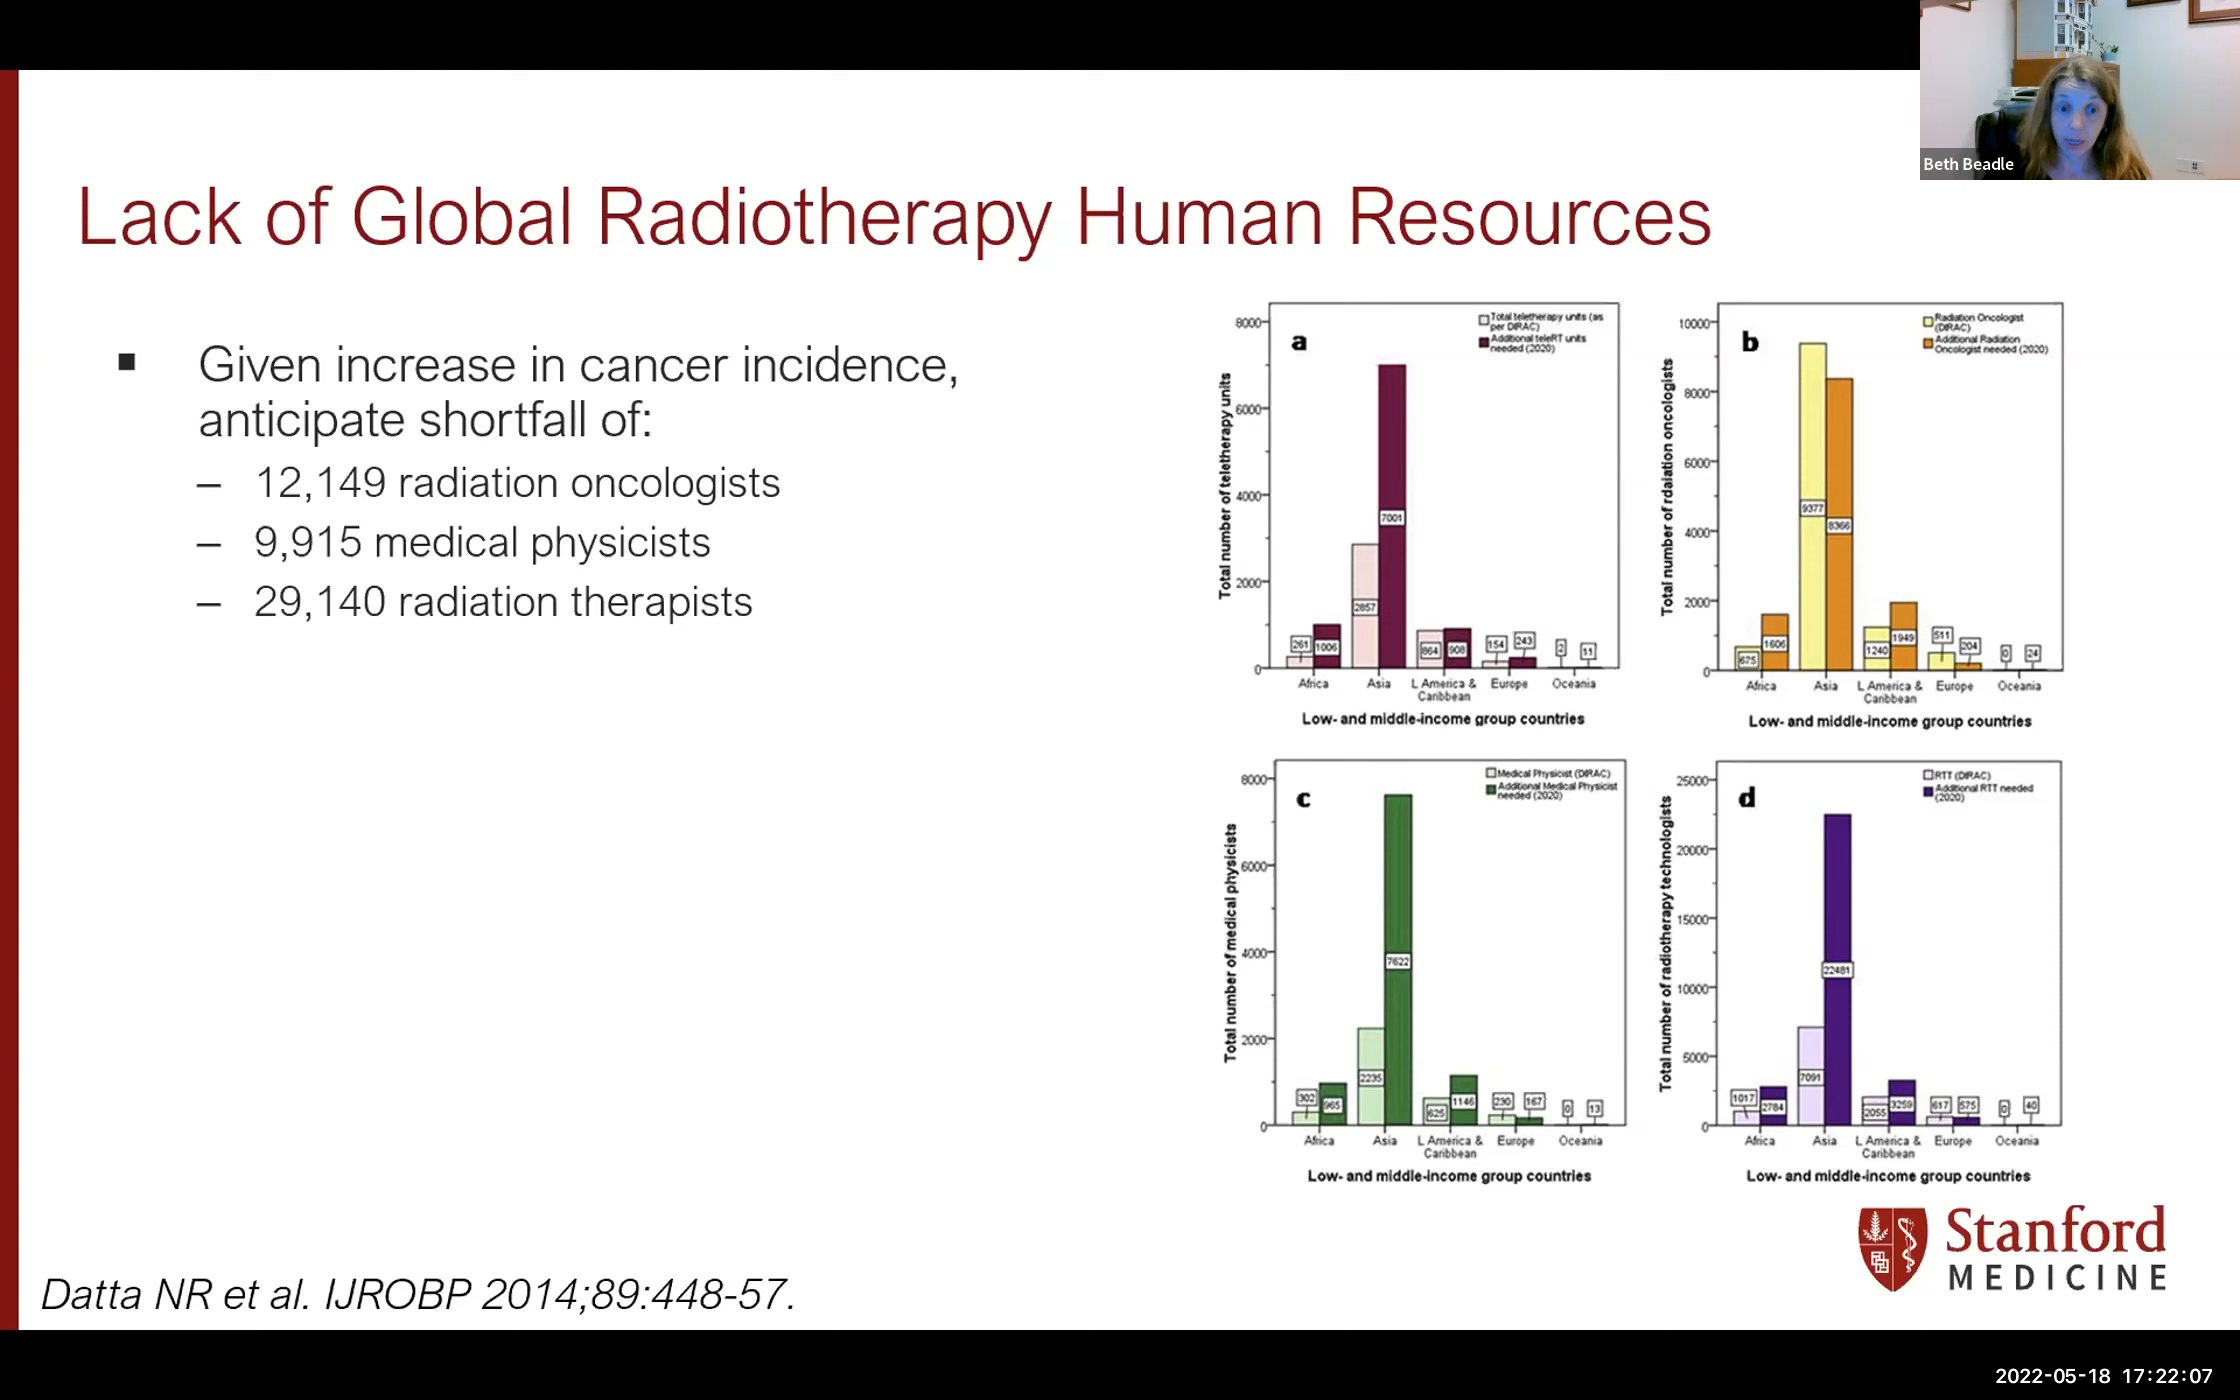 Beth Beadle
Lack of Global Radiotherapy Human Resources
Given increase in cancer incidence,
anticipate shortfall of:
– 12,149 radiation oncologists
– 9,915 medical physicists
– 29,140 radiation therapists
a
Total teletherapy units (as
per DIRAC)
Additional teleRT units
needed (2020)
Total number of teletherapy units
8000
6000
4000
2000
0
261 1006 2857 7001 864 908 154 243 2 11
Africa Asia L America & Europe Oceania
Caribbean
Low- and middle-income group countries
b
Radiation Oncologist
(DIRAC)
Additional Radiation
Oncologist needed (2020)
Total number of rdaiation oncologists
10000
8000
6000
4000
2000
0
675 1606 9377 8366 1240 1949 511 204 0 24
Africa Asia L America & Europe Oceania
Caribbean
Low- and middle-income group countries
c
Medical Physicist (DIRAC)
Additional Medical Physicist
needed (2020)
Total number of medical physicists
8000
6000
4000
2000
0
302 965 2235 7622 625 1146 230 167 0 13
Africa Asia L America & Europe Oceania
Caribbean
Low- and middle-income group countries
d
RTT (DIRAC)
Additional RTT needed
(2020)
Total number of radiotherapy technologists
25000
20000
15000
10000
5000
0
1017 2784 7091 22481 2055 3259 617 575 0 40
Africa Asia L America & Europe Oceania
Caribbean
Low- and middle-income group countries
Stanford
MEDICINE
Datta NR et al. IJROBP 2014;89:448-57.
2022-05-18 17:22:07